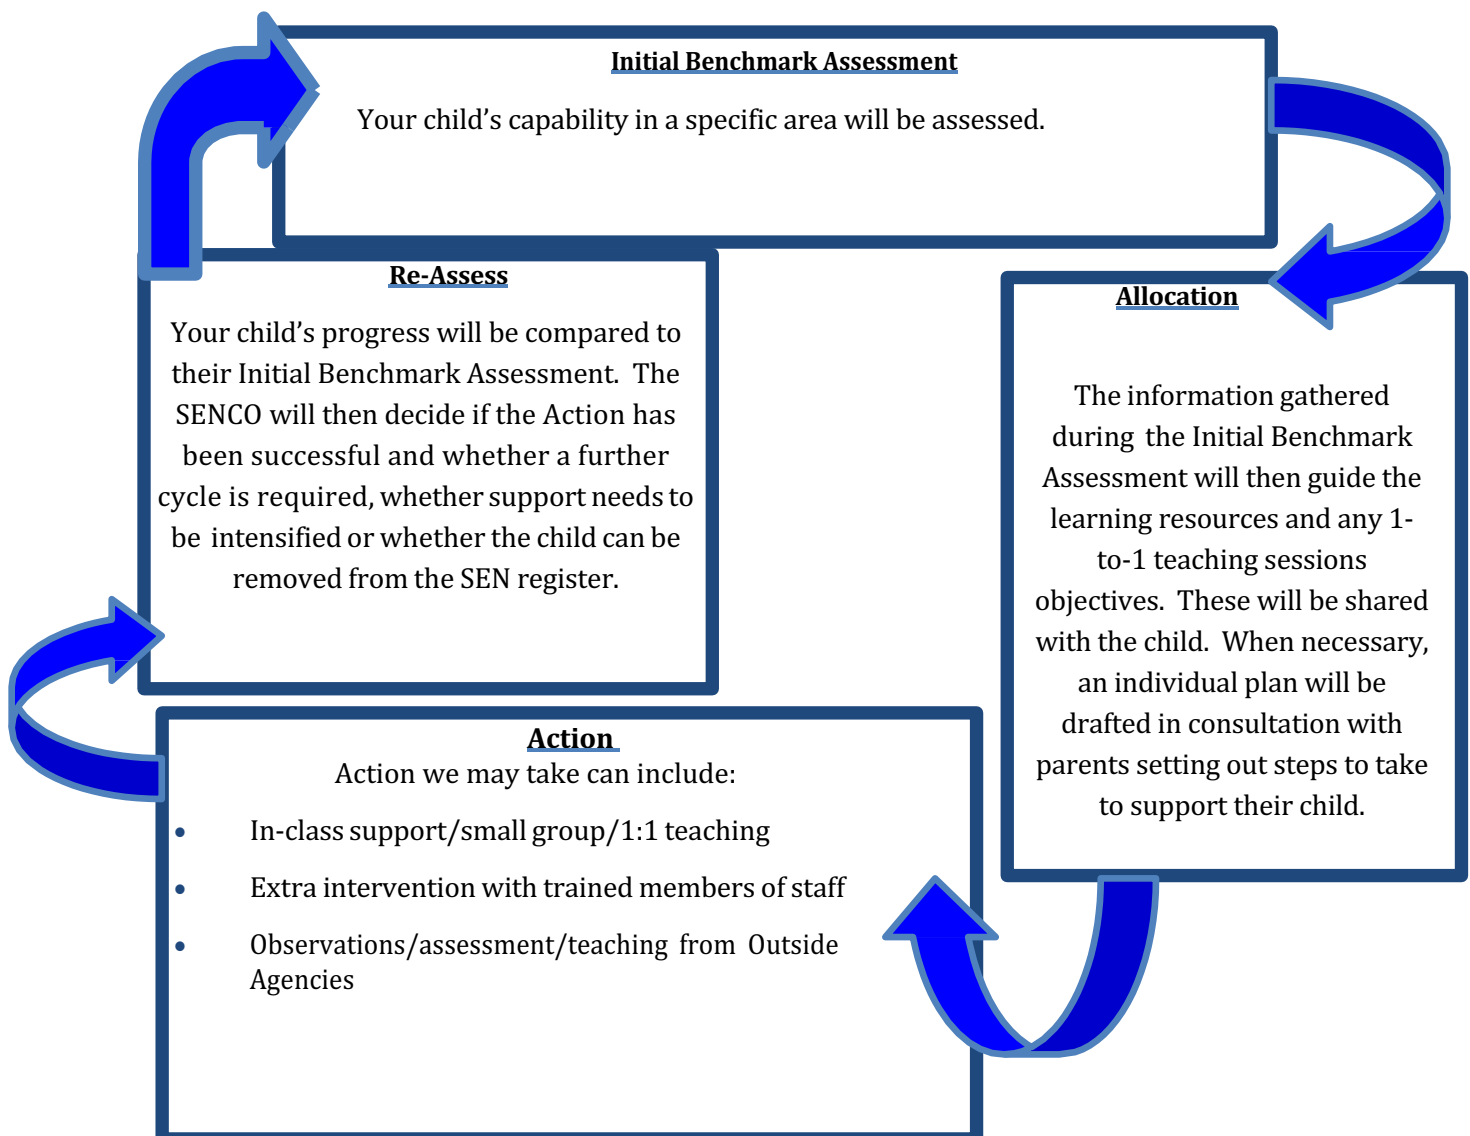 Initial Benchmark Assessment
Your child’s capability in a specific area will be assessed.
Re-Assess
Your child’s progress will be compared to
their Initial Benchmark Assessment. The
SENCO will then decide if the Action has
been successful and whether a further
cycle is required, whether support needs to
be intensified or whether the child can be
removed from the SEN register.
Allocation
The information gathered
during the Initial Benchmark
Assessment will then guide the
learning resources and any 1-
to-1 teaching sessions
objectives. These will be shared
with the child. When necessary,
an individual plan will be
drafted in consultation with
parents setting out steps to take
to support their child.
Action
Action we may take can include:
• In-class support/small group/1:1 teaching
• Extra intervention with trained members of staff
• Observations/assessment/teaching from Outside
Agencies